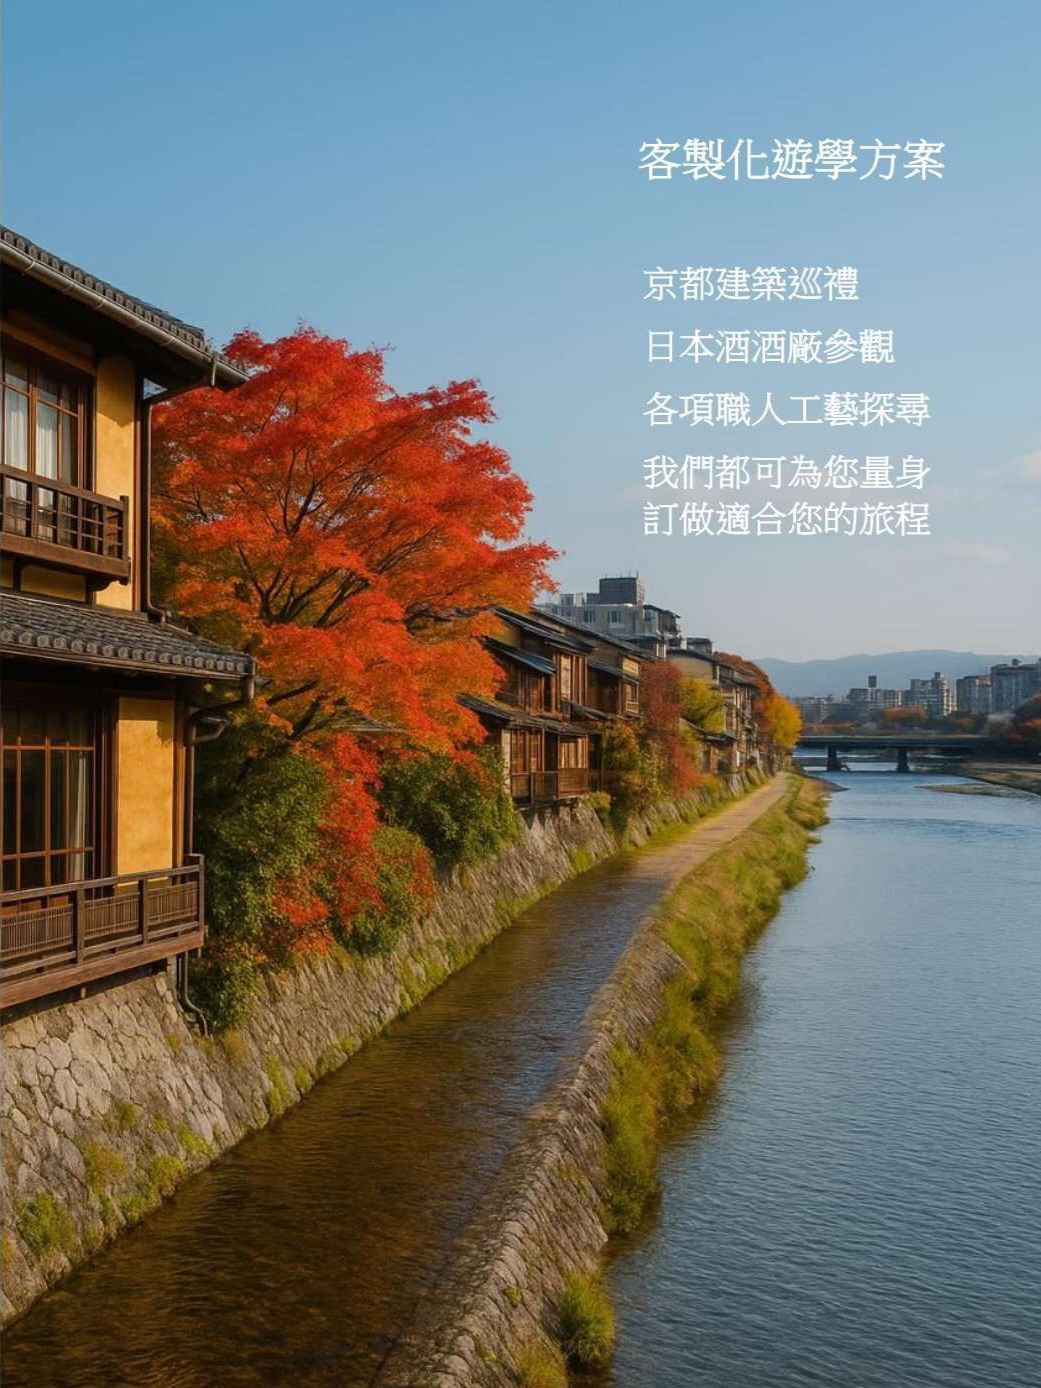 客製化遊學方案
京都建築巡禮
日本酒酒廠參觀
各項職人工藝探尋
我們都可為您量身
訂做適合您的旅程